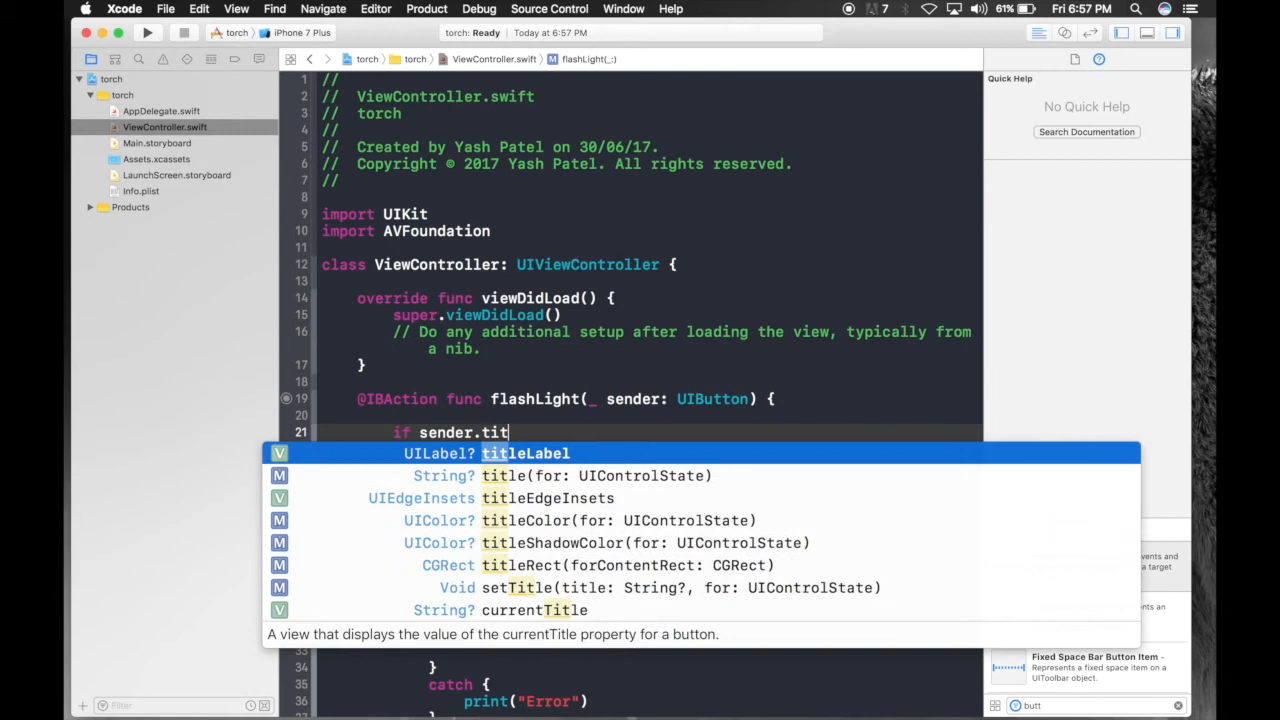 Xcode File Edit View Find Navigate Editor Product Debug Source Control Window Help 7 61% Fri 6:57 PM
torch iPhone 7 Plus torch: Ready Today at 6:57 PM
torch torch ViewController.swift M flashLight(_:)
Quick Help
No Quick Help
Search Documentation
torch
torch
AppDelegate.swift
ViewController.swift
Main.storyboard
Assets.xcassets
LaunchScreen.storyboard
Info.plist
Products
1 //
2 // ViewController.swift
3 // torch
4 //
5 // Created by Yash Patel on 30/06/17.
6 // Copyright © 2017 Yash Patel. All rights reserved.
7 //
8
9 import UIKit
10 import AVFoundation
11
12 class ViewController: UIViewController {
13
14 override func viewDidLoad() {
15 super.viewDidLoad()
16 // Do any additional setup after loading the view, typically from
a nib.
17 }
18
19 @IBAction func flashLight(_ sender: UIButton) {
20
21 if sender.tit
V UILabel? titleLabel
M String? title(for: UIControlState)
V UIEdgeInsets titleEdgeInsets
M UIColor? titleColor(for: UIControlState)
M UIColor? titleShadowColor(for: UIControlState)
M CGRect titleRect(forContentRect: CGRect)
M Void setTitle(title: String?, for: UIControlState)
V String? currentTitle
A view that displays the value of the currentTitle property for a button.
34 }
35 catch {
36 print("Error")
vents and
a target
s an
Fixed Space Bar Button Item -
Represents a fixed space item on a
UIToolbar object.
Filter
butt